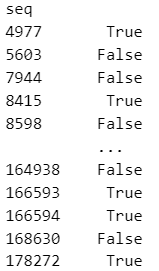 seq
4977 True
5603 False
7944 False
8415 True
8598 False
...
164938 False
166593 True
166594 True
168630 False
178272 True